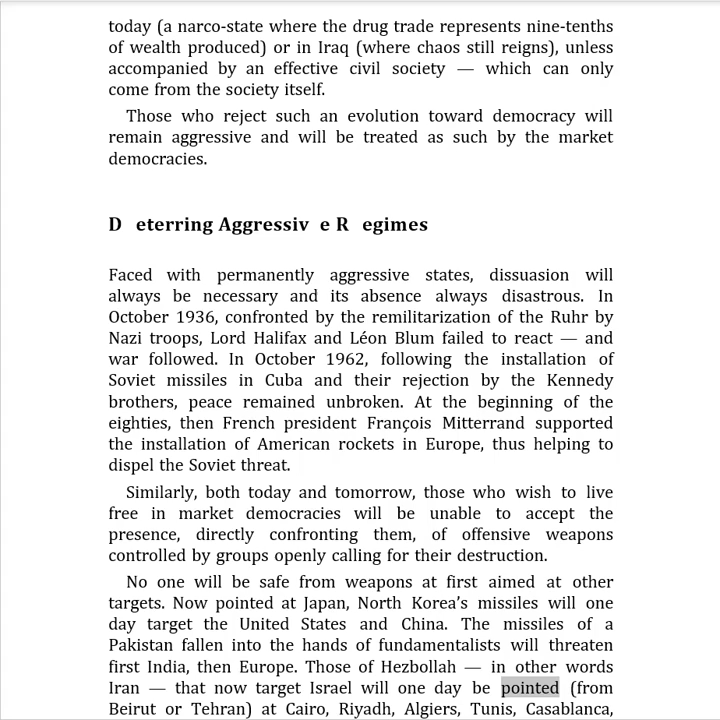 today (a narco-state where the drug trade represents nine-tenths
of wealth produced) or in Iraq (where chaos still reigns), unless
accompanied by an effective civil society — which can only
come from the society itself.
Those who reject such an evolution toward democracy will
remain aggressive and will be treated as such by the market
democracies.
D eterring Aggressiv e R egimes
Faced with permanently aggressive states, dissuasion will
always be necessary and its absence always disastrous. In
October 1936, confronted by the remilitarization of the Ruhr by
Nazi troops, Lord Halifax and Léon Blum failed to react — and
war followed. In October 1962, following the installation of
Soviet missiles in Cuba and their rejection by the Kennedy
brothers, peace remained unbroken. At the beginning of the
eighties, then French president François Mitterrand supported
the installation of American rockets in Europe, thus helping to
dispel the Soviet threat.
Similarly, both today and tomorrow, those who wish to live
free in market democracies will be unable to accept the
presence, directly confronting them, of offensive weapons
controlled by groups openly calling for their destruction.
No one will be safe from weapons at first aimed at other
targets. Now pointed at Japan, North Korea’s missiles will one
day target the United States and China. The missiles of a
Pakistan fallen into the hands of fundamentalists will threaten
first India, then Europe. Those of Hezbollah — in other words
Iran — that now target Israel will one day be pointed (from
Beirut or Tehran) at Cairo, Riyadh, Algiers, Tunis, Casablanca,